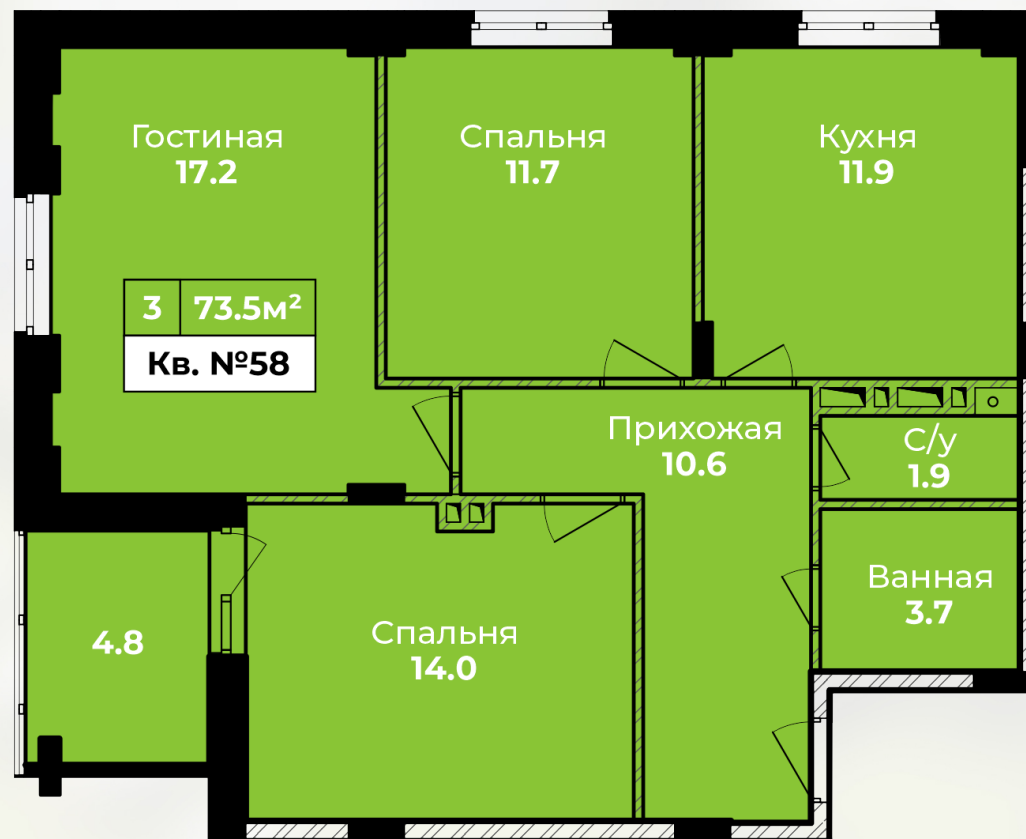 Гостиная
17.2
Спальня
11.7
Кухня
11.9
3 73.5м²
Кв. №58
Прихожая
10.6
С/у
1.9
Ванная
3.7
Спальня
14.0
4.8